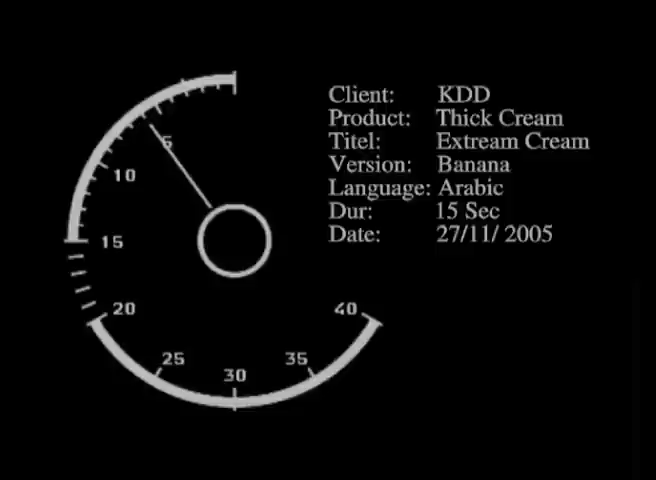 Client: KDD
Product: Thick Cream
Titel: Extream Cream
Version: Banana
Language: Arabic
Dur: 15 Sec
Date: 27/11/ 2005
5
10
15
20
25
30
35
40